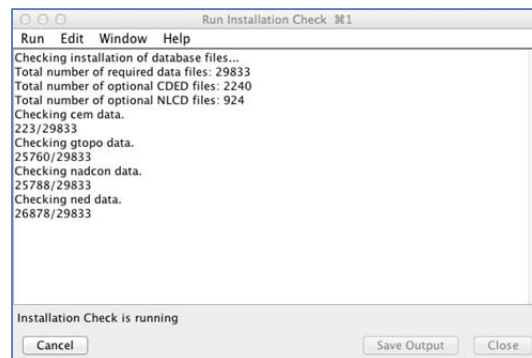 Run Installation Check ⌘1
Run Edit Window Help
Checking installation of database files...
Total number of required data files: 29833
Total number of optional CDED files: 2240
Total number of optional NLCD files: 924
Checking cem data.
223/29833
Checking gtopo data.
25760/29833
Checking nadcon data.
25788/29833
Checking ned data.
26878/29833
Installation Check is running
Cancel Save Output Close